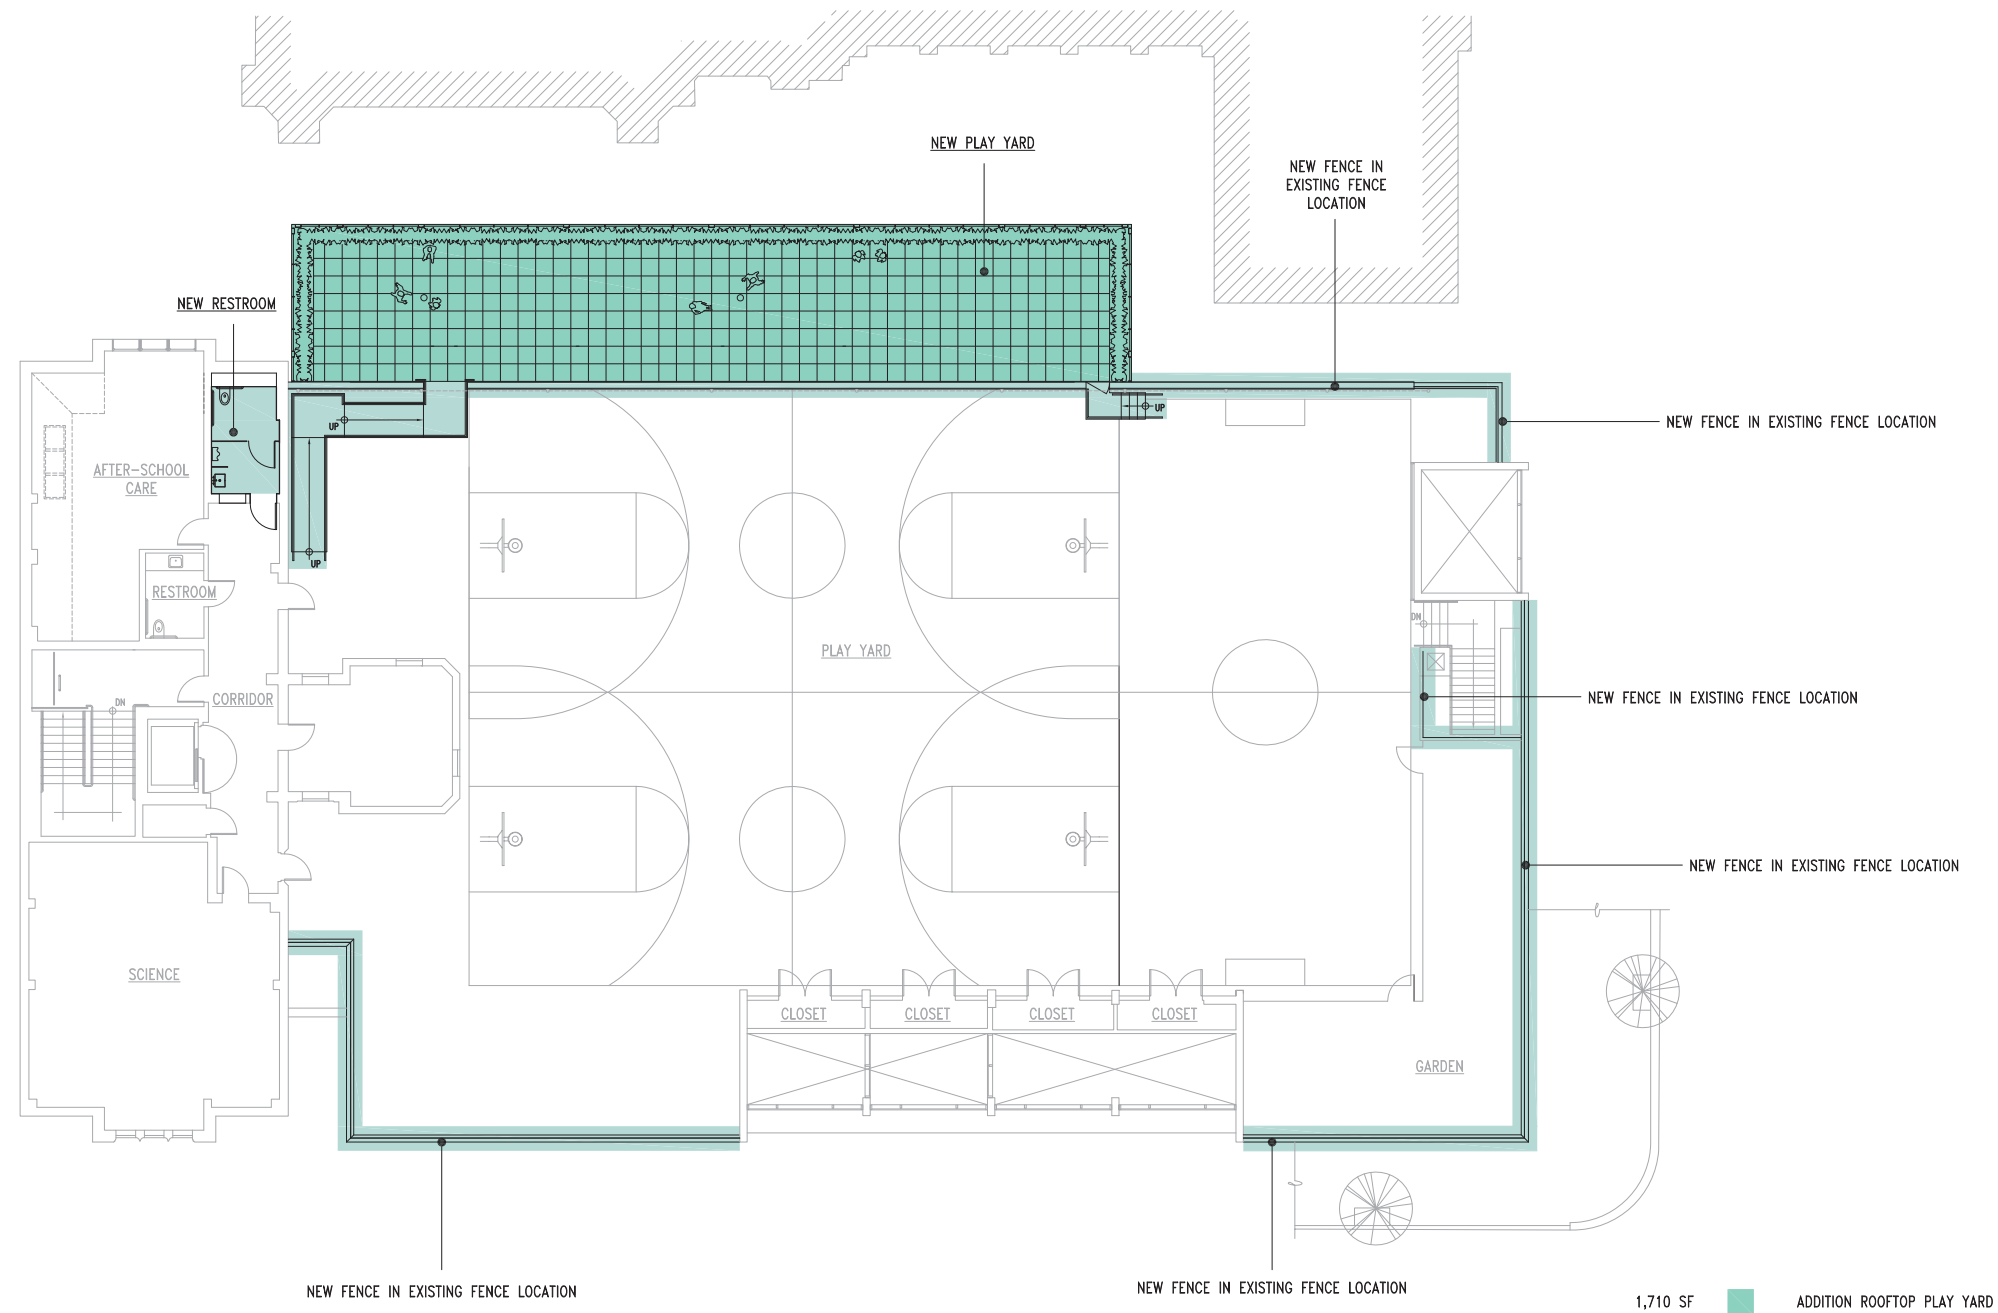 NEW PLAY YARD
NEW FENCE IN
EXISTING FENCE
LOCATION
NEW RESTROOM
UP
UP
UP
NEW FENCE IN EXISTING FENCE LOCATION
AFTER-SCHOOL
CARE
RESTROOM
DN
PLAY YARD
CORRIDOR
DN
NEW FENCE IN EXISTING FENCE LOCATION
NEW FENCE IN EXISTING FENCE LOCATION
SCIENCE
CLOSET
CLOSET
CLOSET
CLOSET
GARDEN
NEW FENCE IN EXISTING FENCE LOCATION
NEW FENCE IN EXISTING FENCE LOCATION
1,710 SF
ADDITION ROOFTOP PLAY YARD